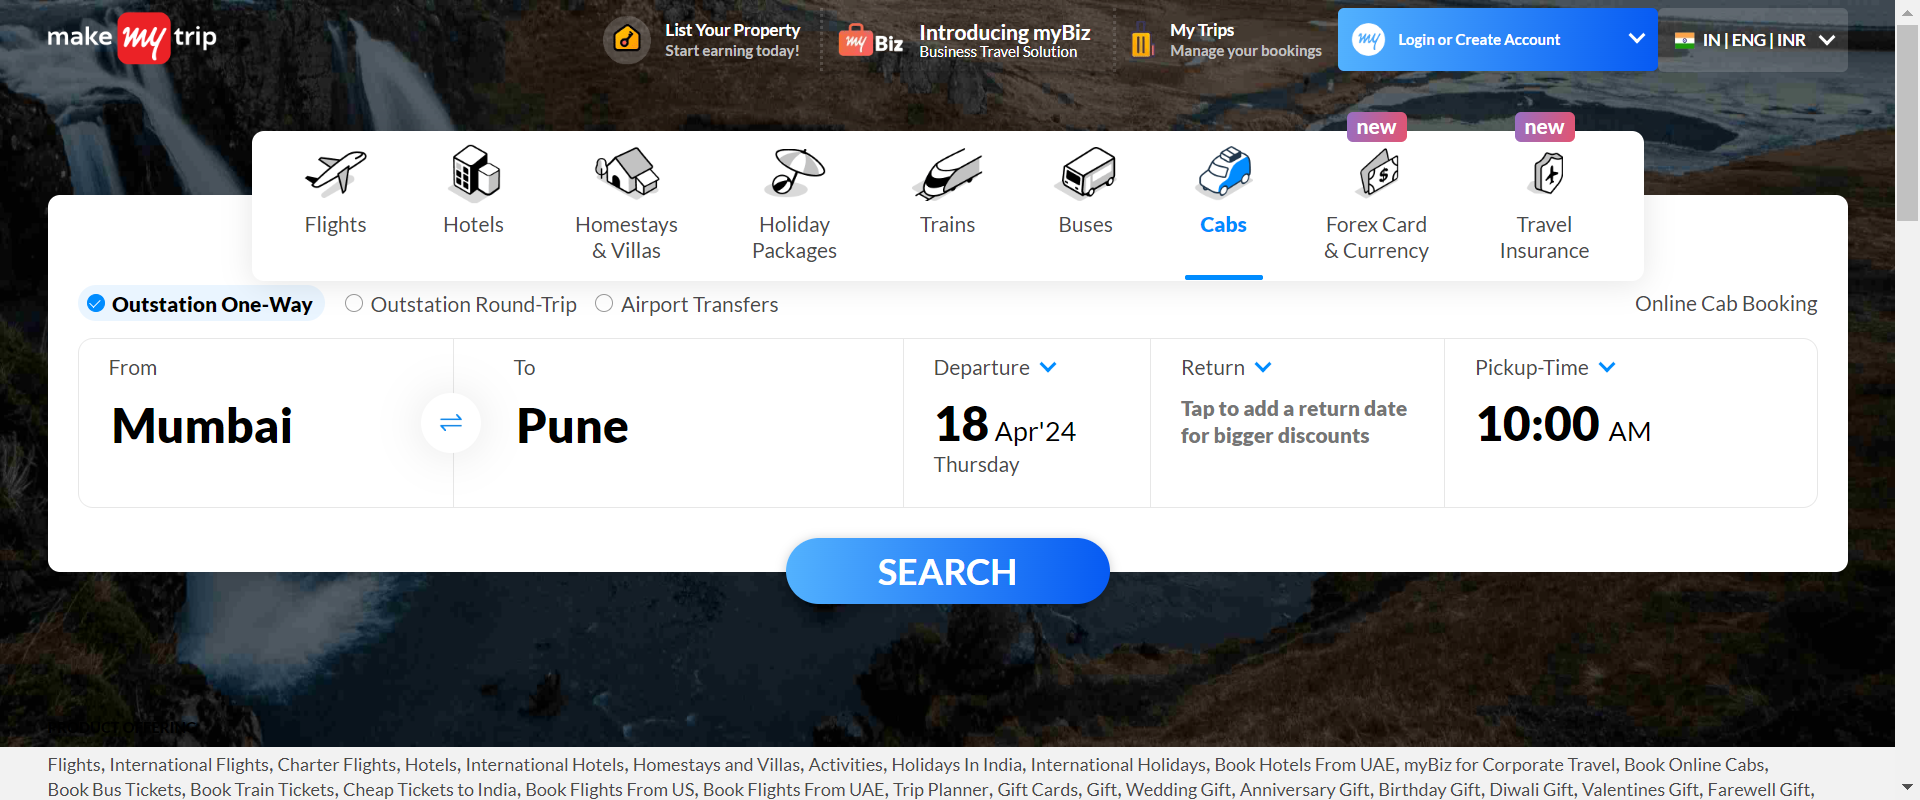 make my trip
List Your Property
Start earning today!
my Biz
Introducing myBiz
Business Travel Solution
My Trips
Manage your bookings
my
Login or Create Account
IN | ENG | INR
new
new
Flights
Hotels
Homestays
& Villas
Holiday
Packages
Trains
Buses
Cabs
Forex Card
& Currency
Travel
Insurance
Outstation One-Way
Outstation Round-Trip
Airport Transfers
Online Cab Booking
From
Mumbai
To
Pune
Departure
18 Apr'24
Thursday
Return
Tap to add a return date
for bigger discounts
Pickup-Time
10:00 AM
SEARCH
PRODUCT OFFERING
Flights, International Flights, Charter Flights, Hotels, International Hotels, Homestays and Villas, Activities, Holidays In India, International Holidays, Book Hotels From UAE, myBiz for Corporate Travel, Book Online Cabs,
Book Bus Tickets, Book Train Tickets, Cheap Tickets to India, Book Flights From US, Book Flights From UAE, Trip Planner, Gift Cards, Gift, Wedding Gift, Anniversary Gift, Birthday Gift, Diwali Gift, Valentines Gift, Farewell Gift,